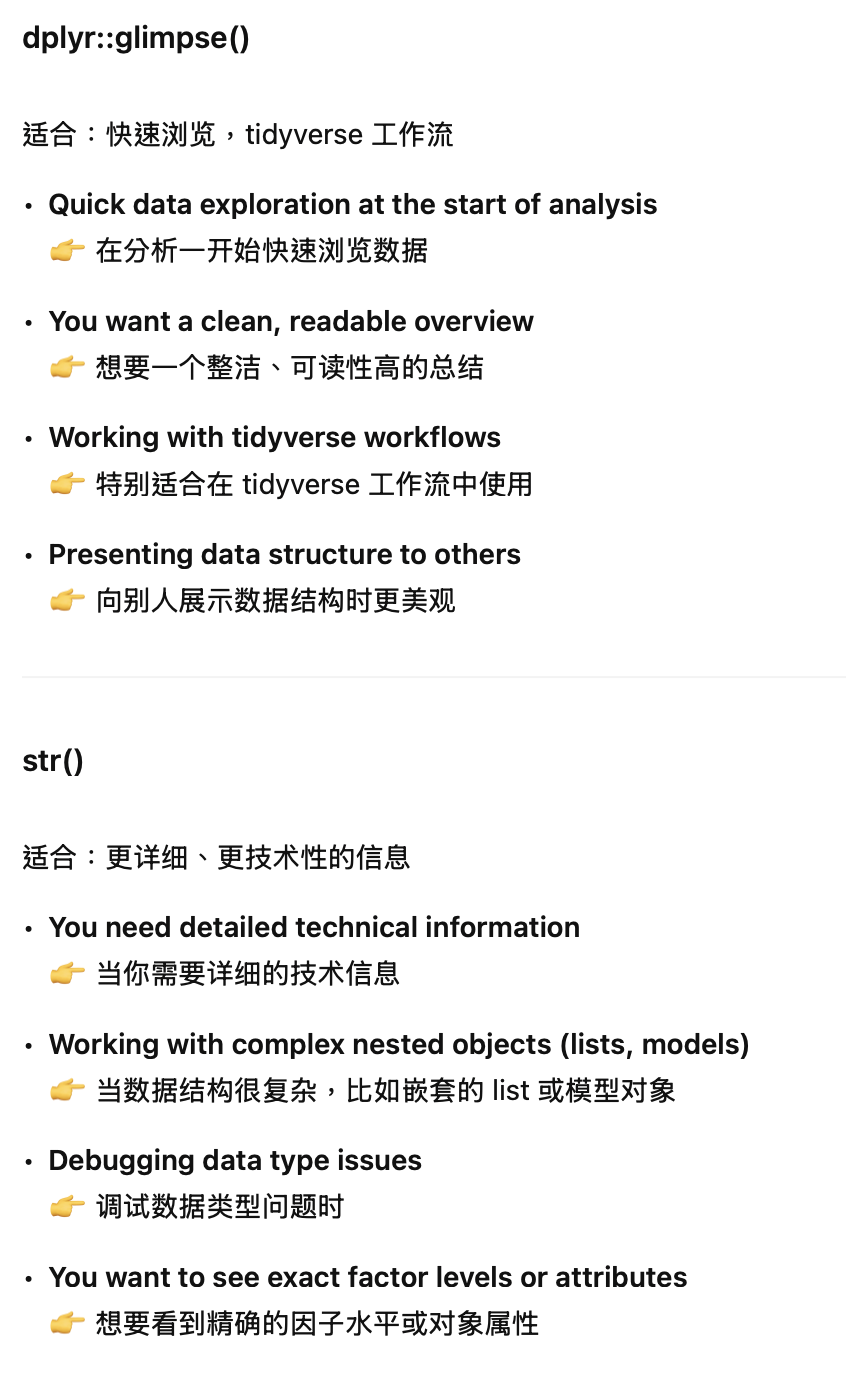 dplyr::glimpse()
适合：快速浏览，tidyverse 工作流
• Quick data exploration at the start of analysis
👉 在分析一开始快速浏览数据
• You want a clean, readable overview
👉 想要一个整洁、可读性高的总结
• Working with tidyverse workflows
👉 特别适合在 tidyverse 工作流中使用
• Presenting data structure to others
👉 向别人展示数据结构时更美观
str()
适合：更详细、更技术性的信息
• You need detailed technical information
👉 当你需要详细的技术信息
• Working with complex nested objects (lists, models)
👉 当数据结构很复杂，比如嵌套的 list 或模型对象
• Debugging data type issues
👉 调试数据类型问题时
• You want to see exact factor levels or attributes
👉 想要看到精确的因子水平或对象属性